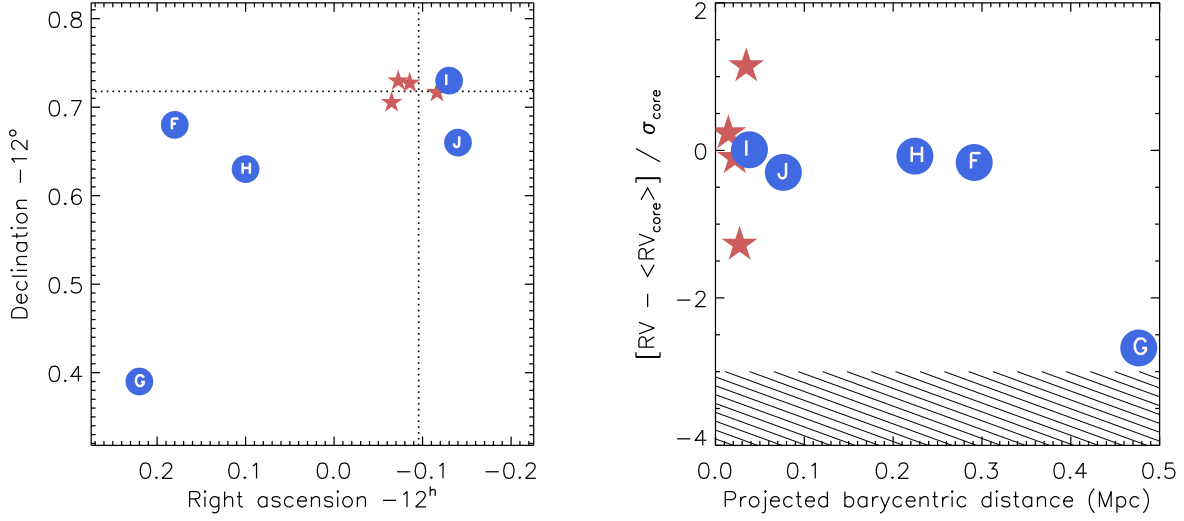 0.8
0.7
0.6
0.5
0.4
Declination −12°
F
H
I
J
G
0.2 0.1 0.0 −0.1 −0.2
Right ascension −12ʰ
2
0
−2
−4
[RV − <RV_core>] / σ_core
I
J
H
F
G
0.0 0.1 0.2 0.3 0.4 0.5
Projected barycentric distance (Mpc)